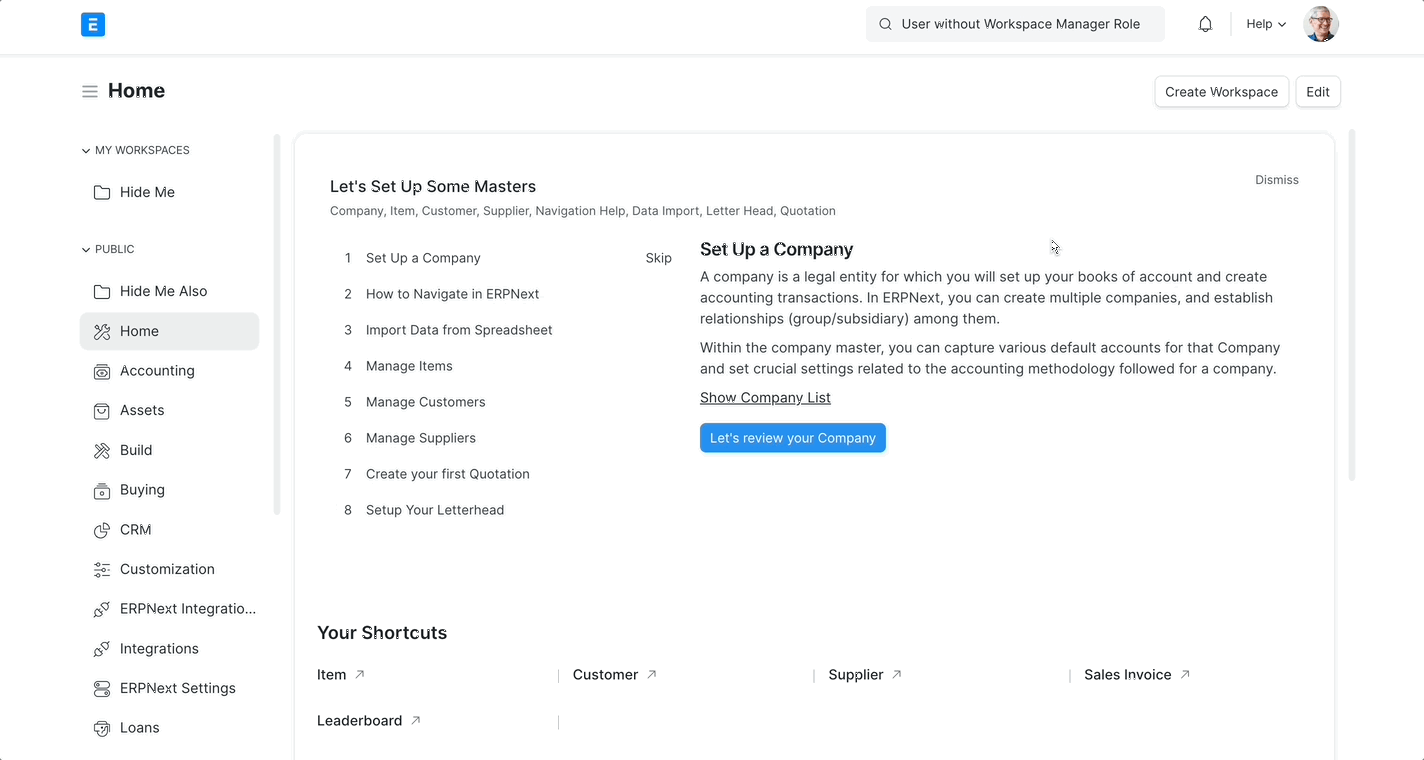 E
User without Workspace Manager Role
Help
Home
Create Workspace
Edit
MY WORKSPACES
Hide Me
PUBLIC
Hide Me Also
Home
Accounting
Assets
Build
Buying
CRM
Customization
ERPNext Integratio...
Integrations
ERPNext Settings
Loans
Let's Set Up Some Masters
Dismiss
Company, Item, Customer, Supplier, Navigation Help, Data Import, Letter Head, Quotation
1 Set Up a Company Skip
2 How to Navigate in ERPNext
3 Import Data from Spreadsheet
4 Manage Items
5 Manage Customers
6 Manage Suppliers
7 Create your first Quotation
8 Setup Your Letterhead
Set Up a Company
A company is a legal entity for which you will set up your books of account and create
accounting transactions. In ERPNext, you can create multiple companies, and establish
relationships (group/subsidiary) among them.
Within the company master, you can capture various default accounts for that Company
and set crucial settings related to the accounting methodology followed for a company.
Show Company List
Let's review your Company
Your Shortcuts
Item
Customer
Supplier
Sales Invoice
Leaderboard